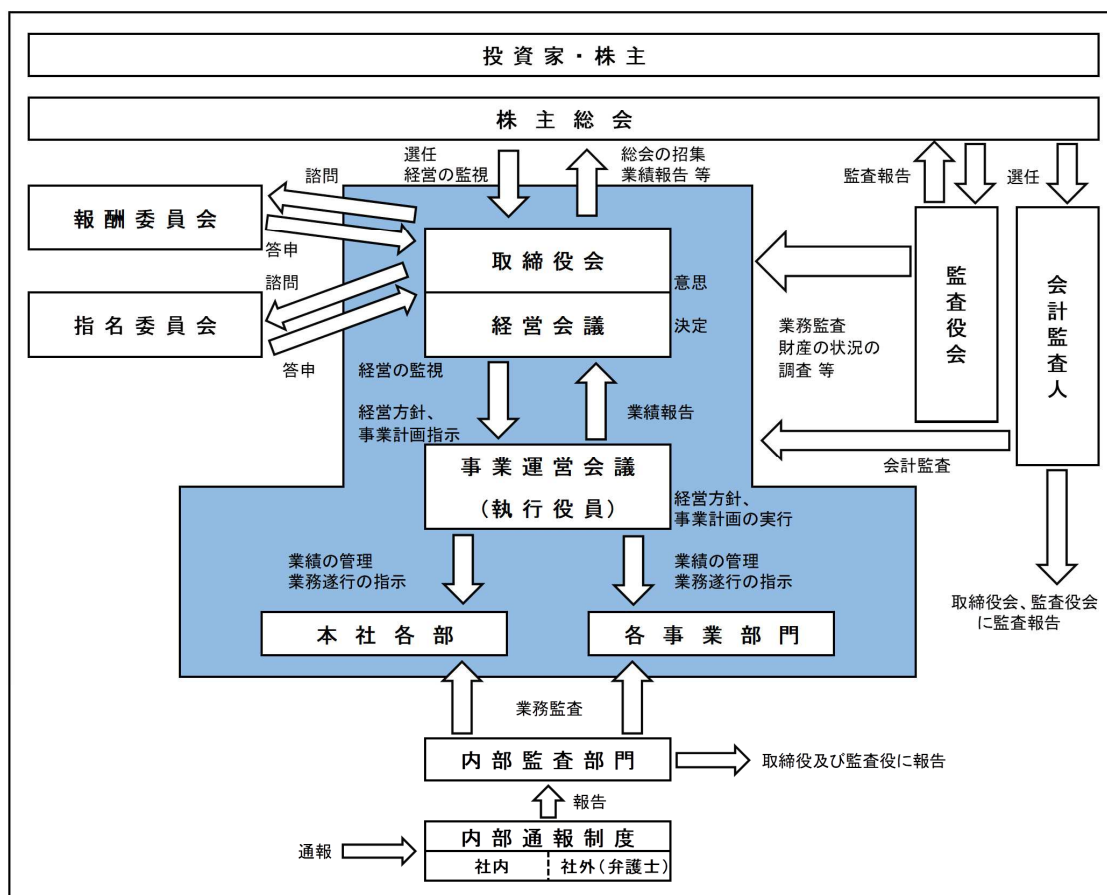 投資家・株主
株主総会
選任
経営の監視
総会の招集
業績報告 等
監査報告
選任
諮問
報酬委員会
答申
諮問
指名委員会
答申
取締役会
経営会議
意思
決定
監査役会
会計監査人
業務監査
財産の状況の
調査 等
経営の監視
経営方針、
事業計画指示
業績報告
会計監査
事業運営会議
(執行役員)
経営方針、
事業計画の実行
業績の管理
業務遂行の指示
業績の管理
業務遂行の指示
取締役会、監査役会
に監査報告
本社各部
各事業部門
業務監査
内部監査部門
取締役及び監査役に報告
報告
通報
内部通報制度
社内
社外(弁護士)